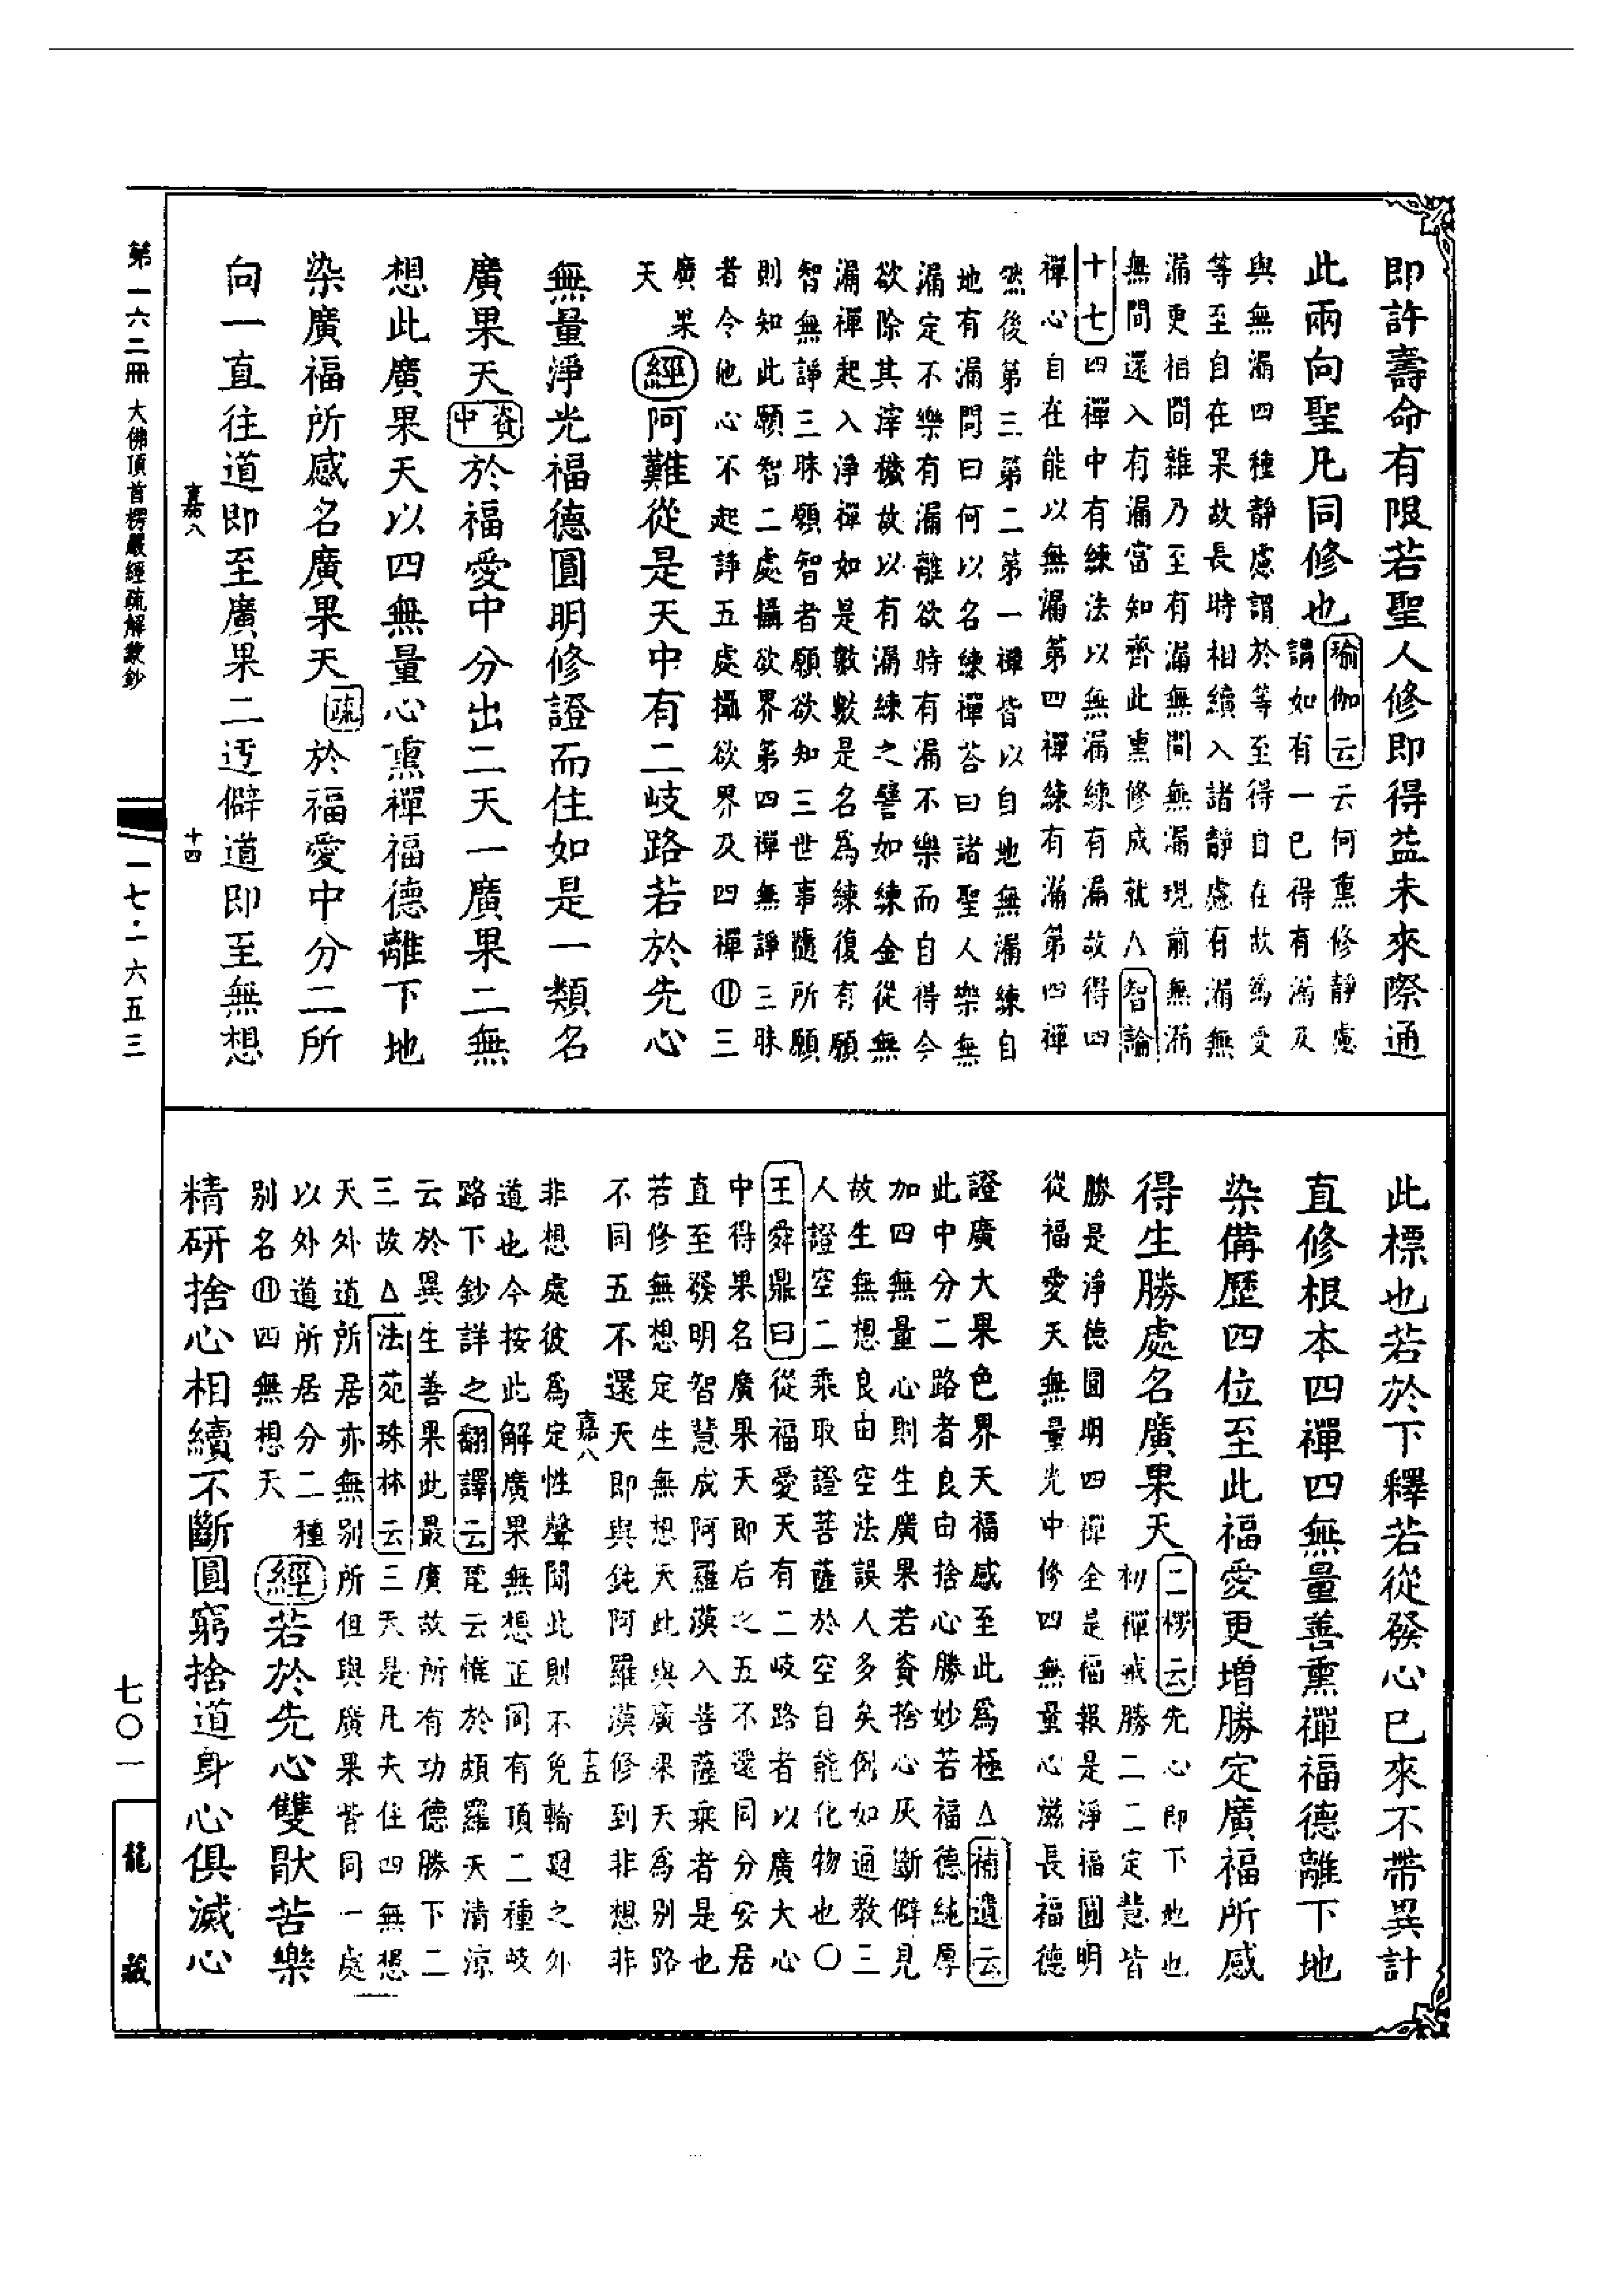 即許壽命有限若聖人修即得益未來際通
此兩向聖凡同修也
瑜伽云云何熏修靜慮
謂如有一已得有漏及
與無漏四種靜慮謂於等至得自在故為受
等至自在果故長時相續入諸靜慮有漏無
漏更相間雜乃至有漏無間無漏現前無漏
無間還入有漏當知齊此熏修成就△智論
十七四禪中有練法以無漏練有漏故得四
禪心自在能以無漏第四禪練有漏第四禪
然後第三第二第一禪皆以自地無漏練自
地有漏問曰何以名練禪荅曰諸聖人樂無
漏定不樂有漏離欲時有漏不樂而自得今
欲除其滓穢故以有漏練之譬如練金從無
漏禪起入淨禪如是數數是名為練復有願
智無諍三昧願智者願欲知三世事隨所願
則知此願智二處攝欲界第四禪無諍三昧
者令他心不起諍五處攝欲界及四禪⑪三
廣果
天
經阿難從是天中有二岐路若於先心
無量淨光福德圓明修證而住如是一類名
廣果天資中於福愛中分出二天一廣果二無
想此廣果天以四無量心熏禪福德離下地
染廣福所感名廣果天疏於福愛中分二所
向一直往道即至廣果二迂僻道即至無想
嘉八
十四
此標也若於下釋若從發心已來不帶異計
直修根本四禪四無量善熏禪福德離下地
染備歷四位至此福愛更增勝定廣福所感
得生勝處名廣果天
二楞云先心即下地也
初禪戒勝二二定慧皆
勝是淨德圓明四禪全是福報是淨福圓明
從福愛天無量光中修四無量心滋長福德
證廣大果色界天福感至此為極△補遺云
此中分二路者良由捨心勝妙若福德純厚
加四無量心則生廣果若資捨心灰斷僻見
故生無想良由空法誤人多矣例如通教三
人證空二乘取證菩薩於空自能化物也〇
王舜鼎曰從福愛天有二岐路者以廣大心
中得果名廣果天即后之五不還同分安居
直至發明智慧成阿羅漢入菩薩乘者是也
若修無想定生無想天此與廣果天為別路
不同五不還天即與鈍阿羅漢修到非想非
嘉八
十五
非想處彼為定性聲聞此則不免輪迴之外
道也今按此解廣果無想正同有頂二種岐
路下鈔詳之翻譯云㲉云惟於頗羅天清涼
云於異生善果此最廣故所有功德勝下二
三故△法苑珠林云三天是凡夫住四無想
天外道所居亦無別所但與廣果皆同一處
以外道所居分二種
別名⑪四無想天
經若於先心雙猒苦樂
精研捨心相續不斷圓窮捨道身心俱滅心
第一六二冊 大佛頂首楞嚴經疏解蒙鈔
一七·一六五三
七〇一
龍藏